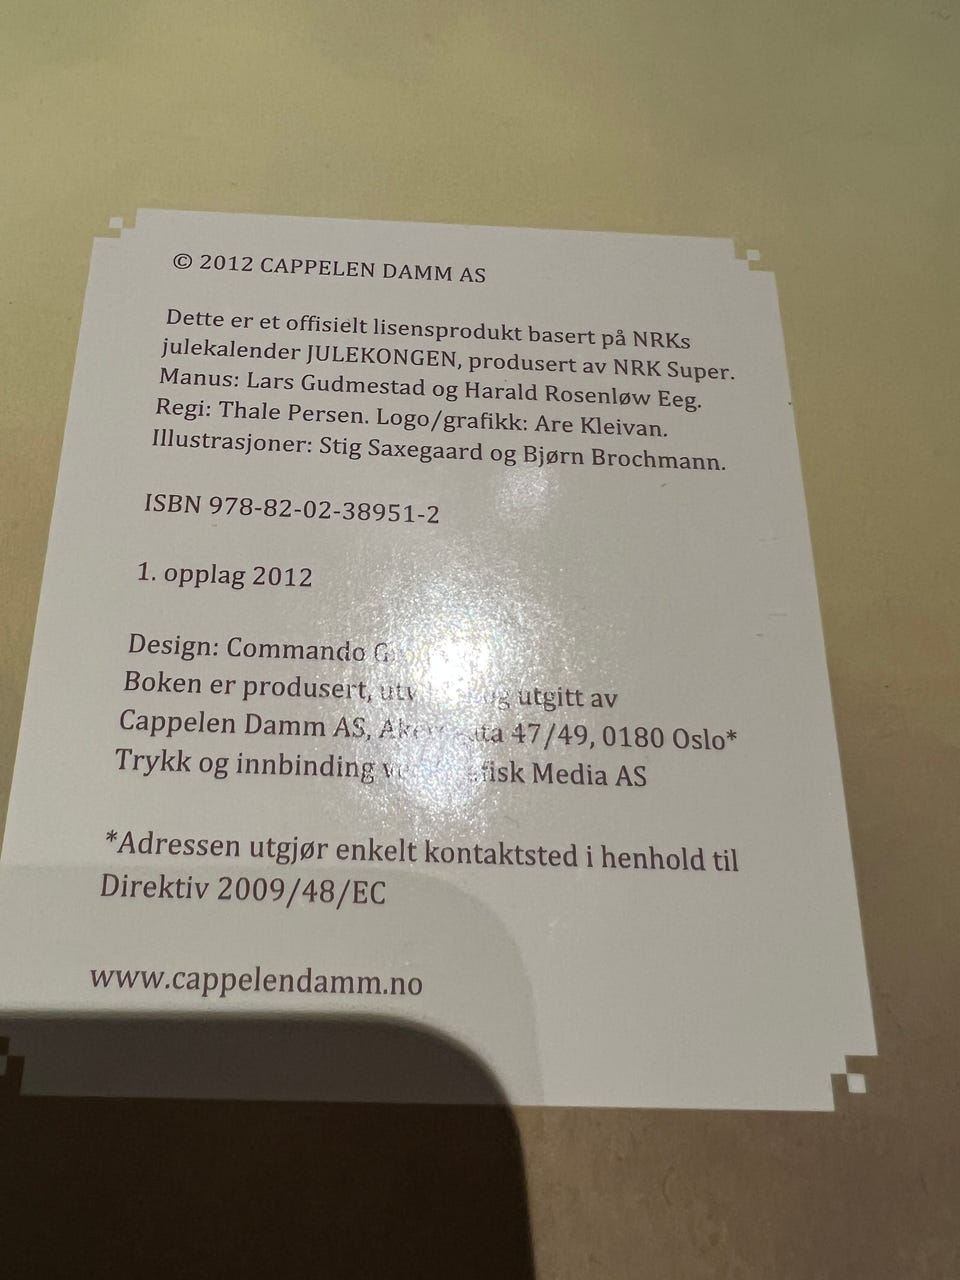 © 2012 CAPPELEN DAMM AS
Dette er et offisielt lisensprodukt basert på NRKs
julekalender JULEKONGEN, produsert av NRK Super.
Manus: Lars Gudmestad og Harald Rosenløw Eeg.
Regi: Thale Persen. Logo/grafikk: Are Kleivan.
Illustrasjoner: Stig Saxegaard og Bjørn Brochmann.
ISBN 978-82-02-38951-2
1. opplag 2012
Design: Commando
Boken er produsert, utgitt av
Cappelen Damm AS, 47/49, 0180 Oslo*
Trykk og innbinding Media AS
*Adressen utgjør enkelt kontaktsted i henhold til
Direktiv 2009/48/EC
www.cappelendamm.no